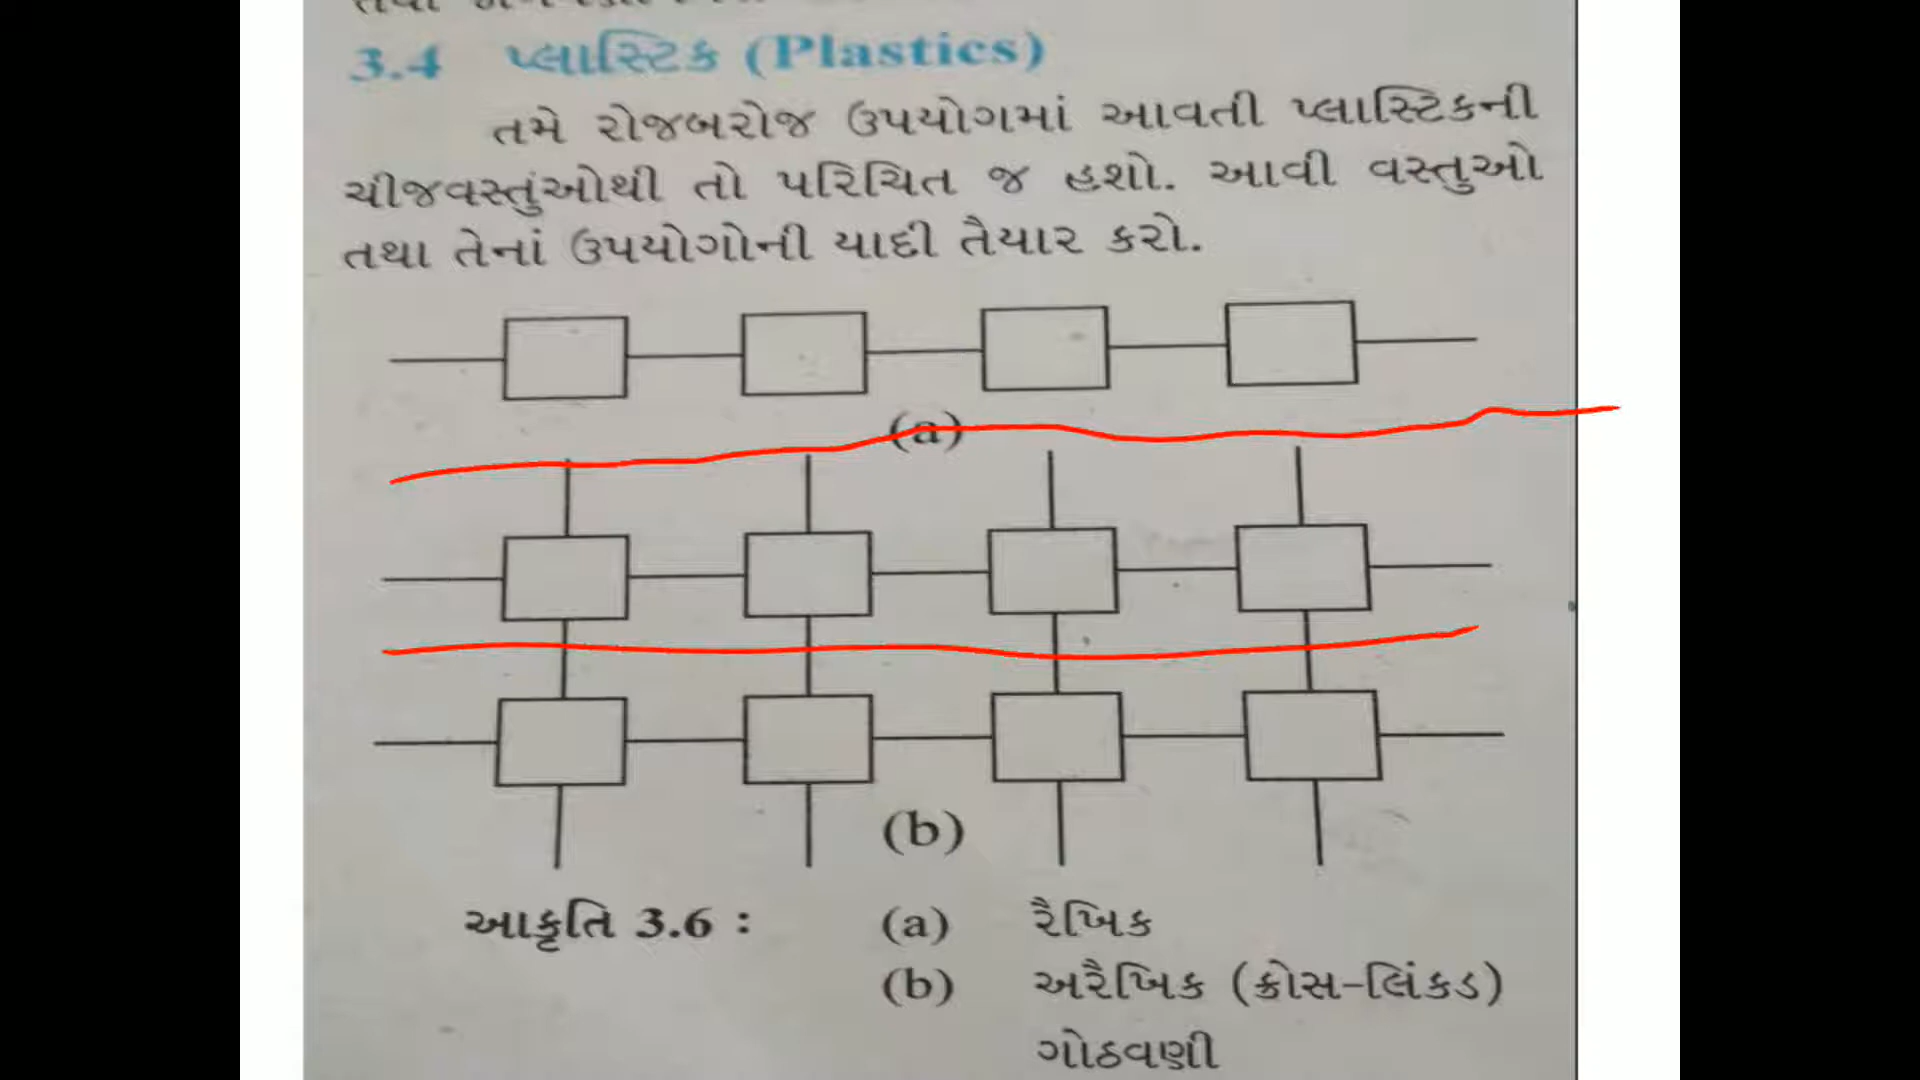 3.4 પ્લાસ્ટિક (Plastics)
તમે રોજબરોજ ઉપયોગમાં આવતી પ્લાસ્ટિકની
ચીજવસ્તુંઓથી તો પરિચિત જ હશો. આવી વસ્તુઓ
તથા તેનાં ઉપયોગોની યાદી તૈયાર કરો.
(a)
(b)
આકૃતિ 3.6 : (a) રૈખિક
(b) અરૈખિક (ક્રોસ-લિંકડ)
ગોઠવણી